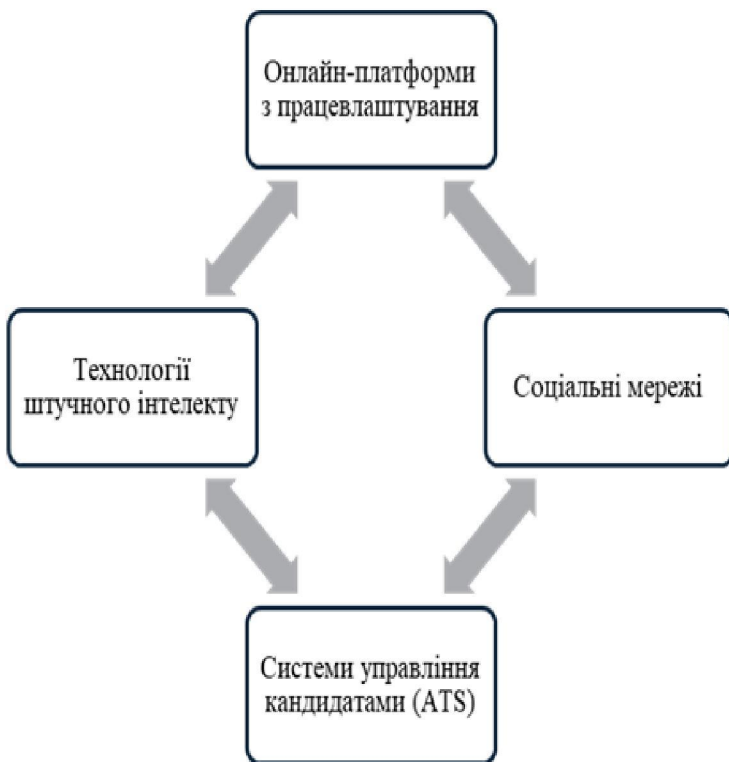 Онлайн-платформи
з працевлаштування
Технології
штучного інтелекту
Соціальні мережі
Системи управління
кандидатами (ATS)